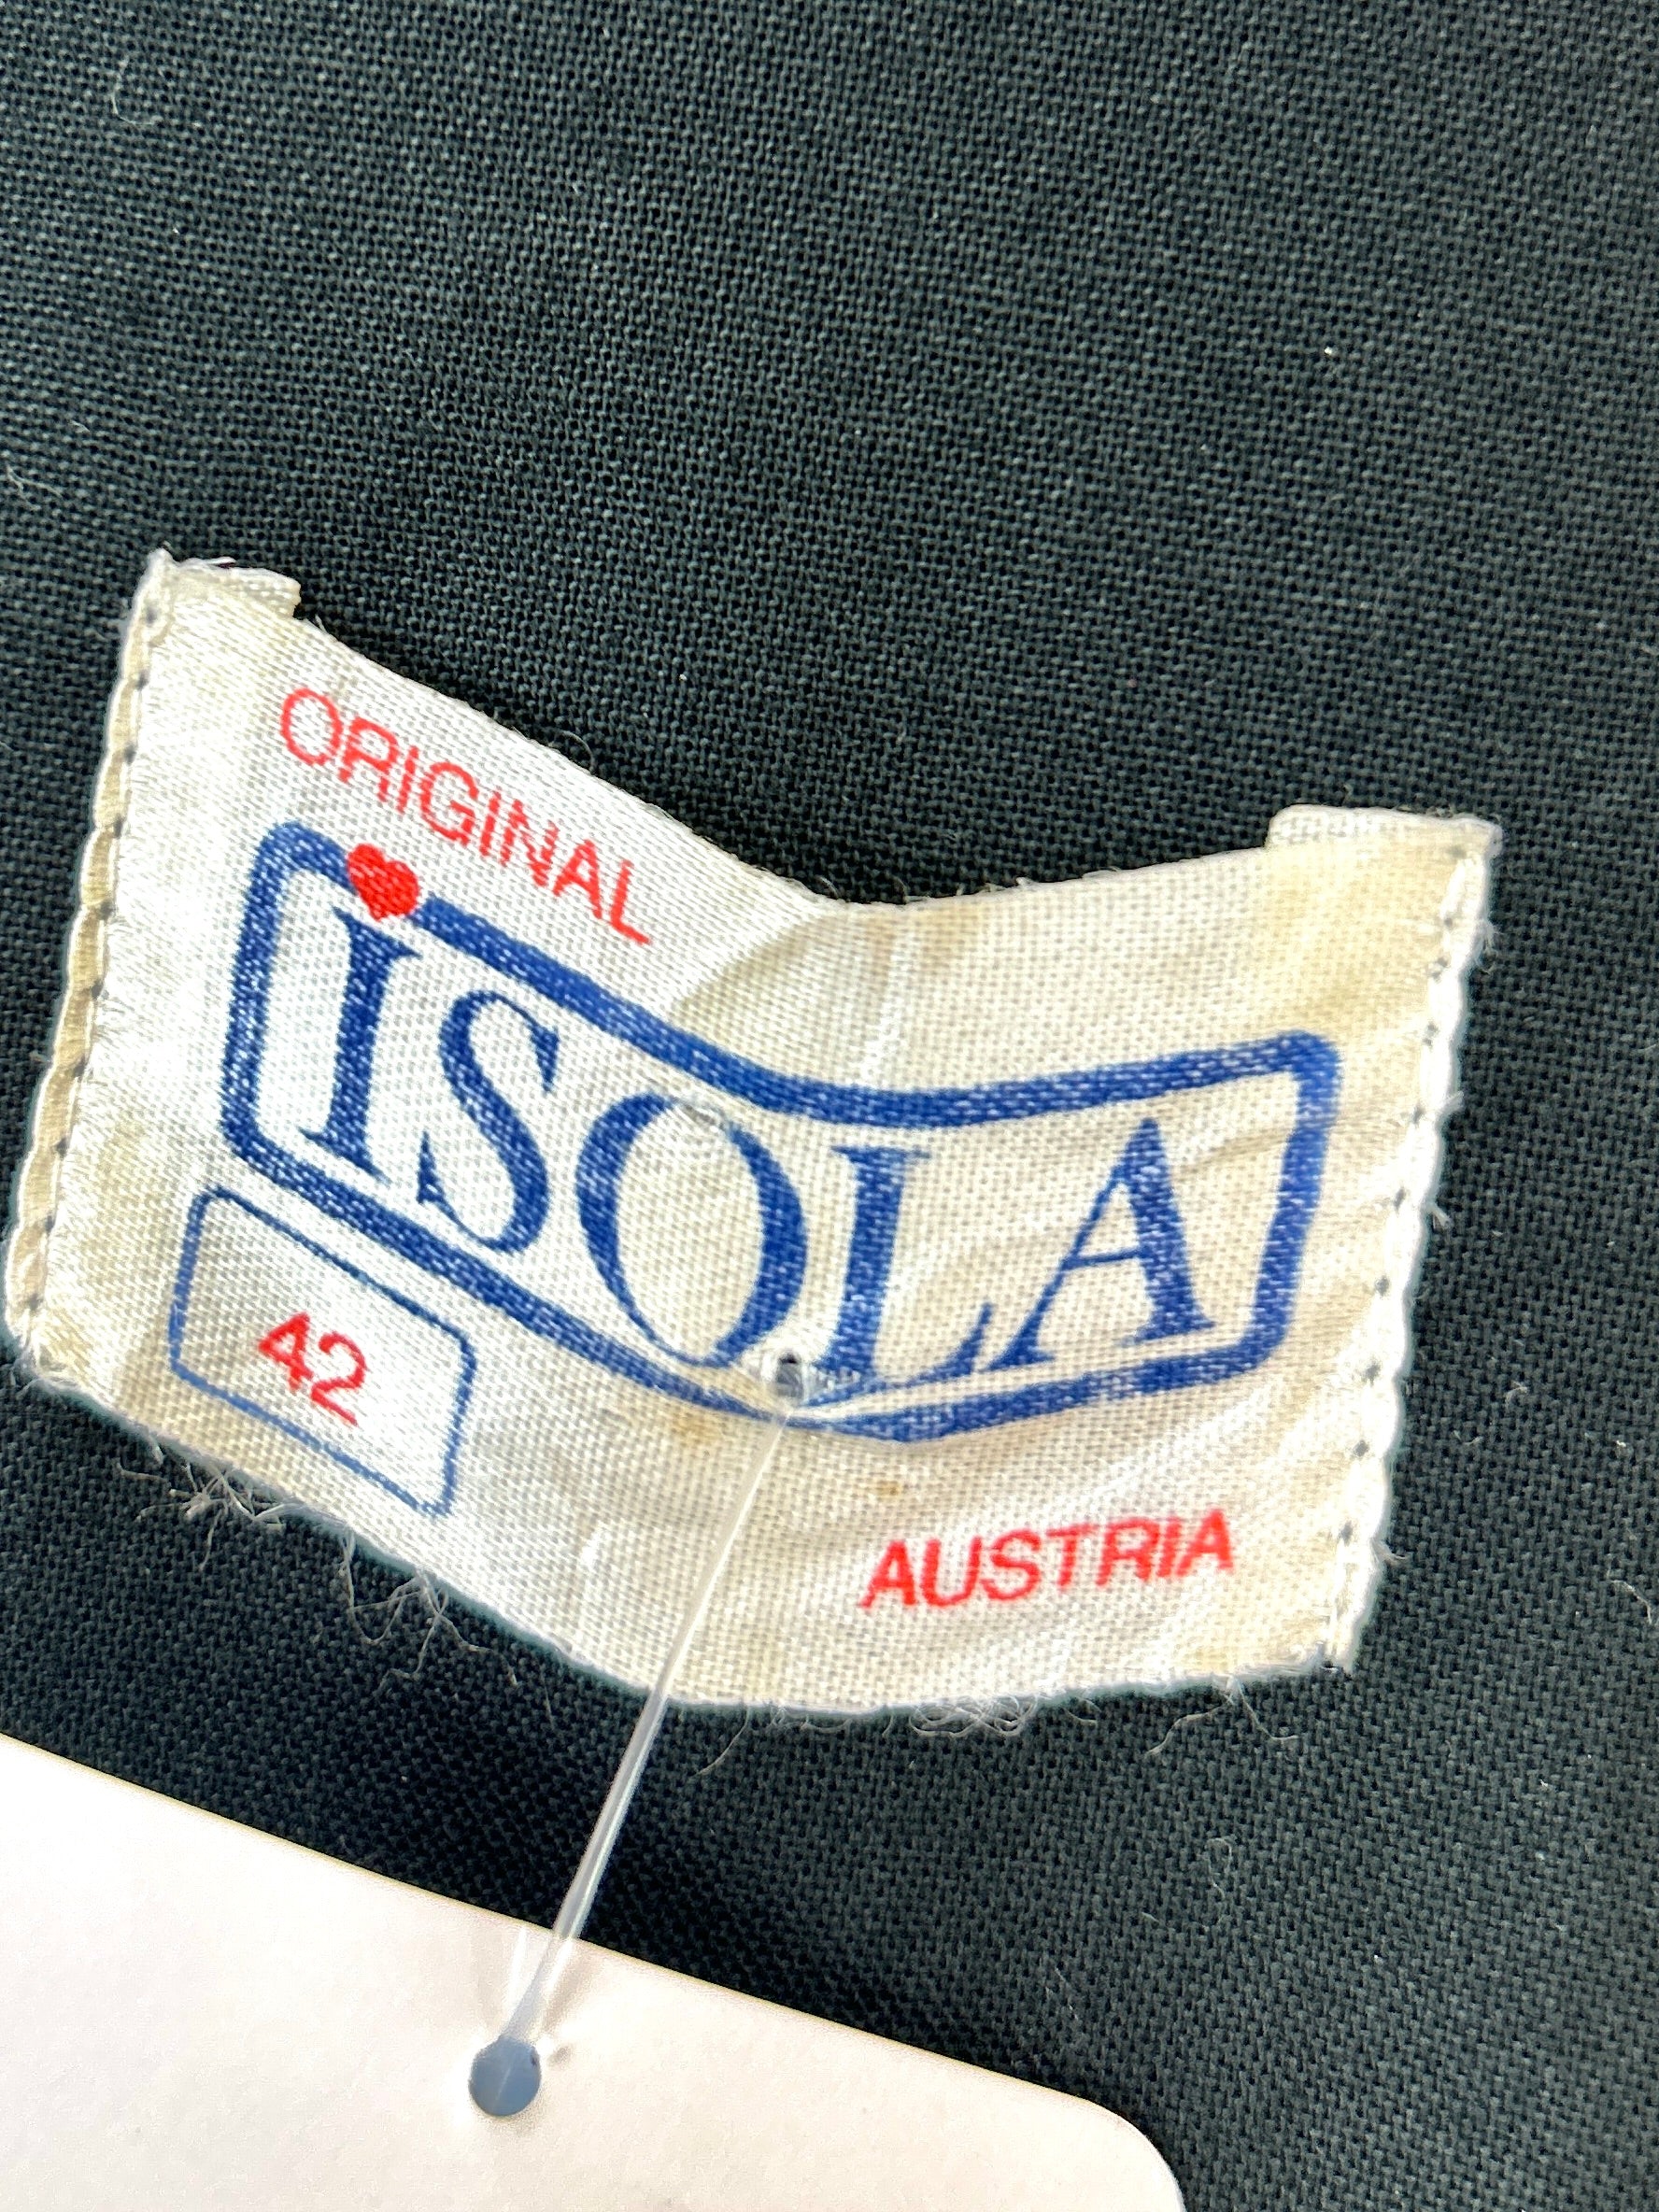 ORIGINAL
ISOLA
42
AUSTRIA